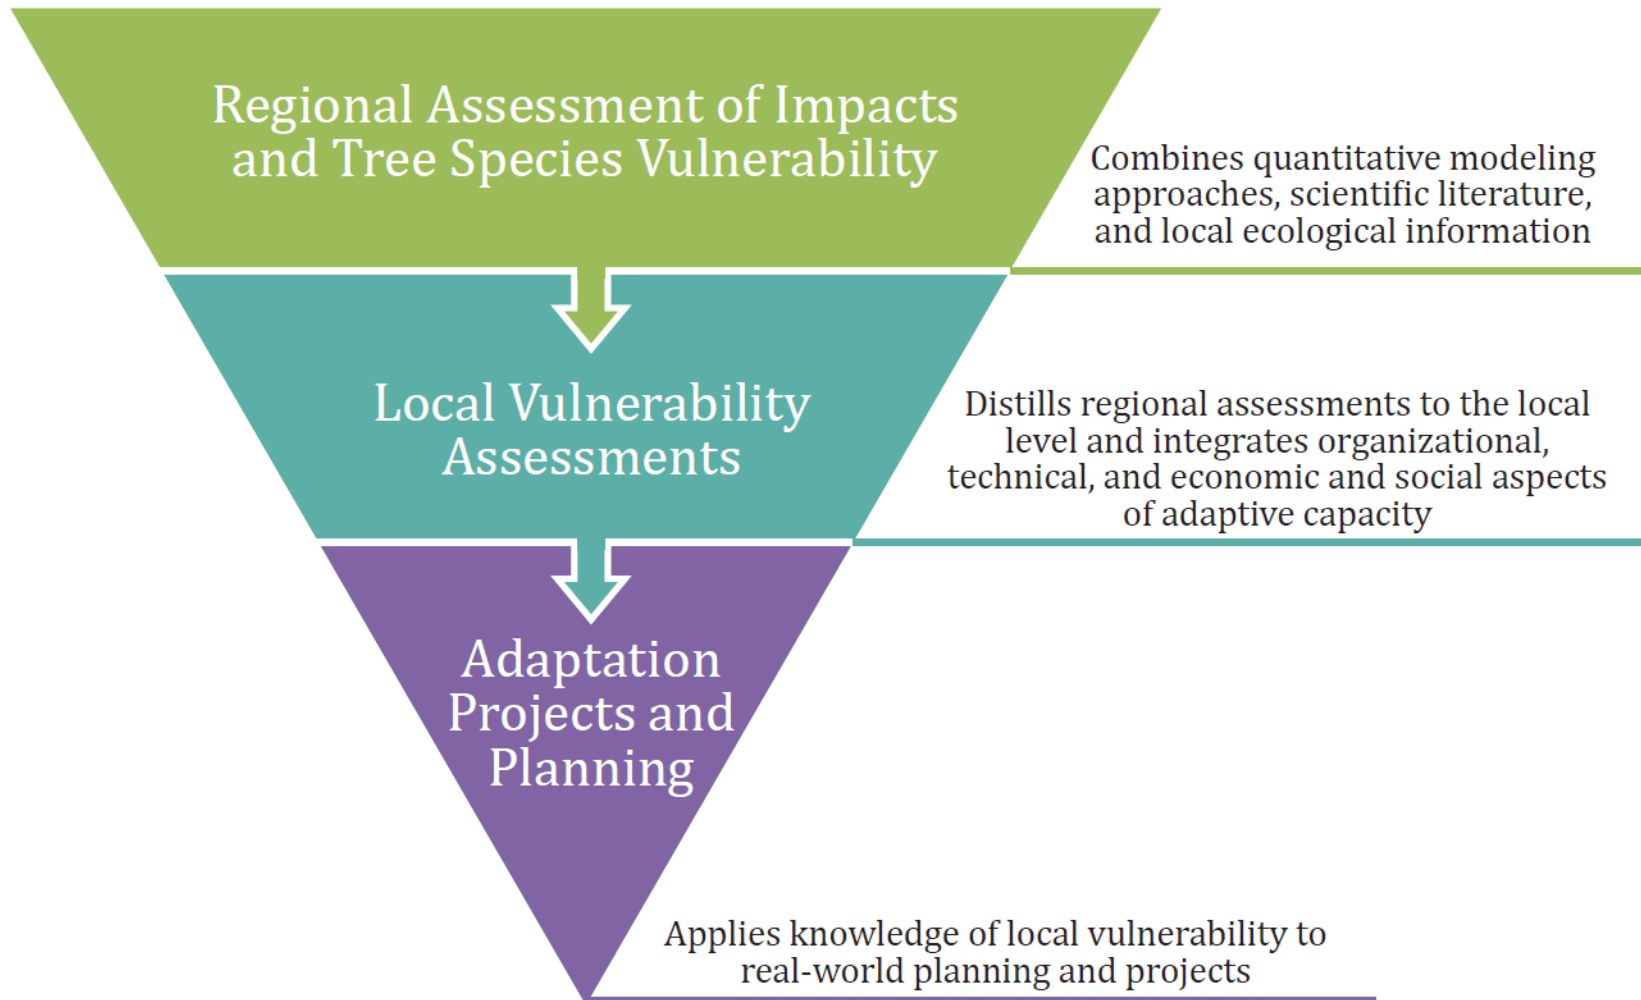 Regional Assessment of Impacts
and Tree Species Vulnerability
Combines quantitative modeling
approaches, scientific literature,
and local ecological information
Local Vulnerability
Assessments
Distills regional assessments to the local
level and integrates organizational,
technical, and economic and social aspects
of adaptive capacity
Adaptation
Projects and
Planning
Applies knowledge of local vulnerability to
real-world planning and projects